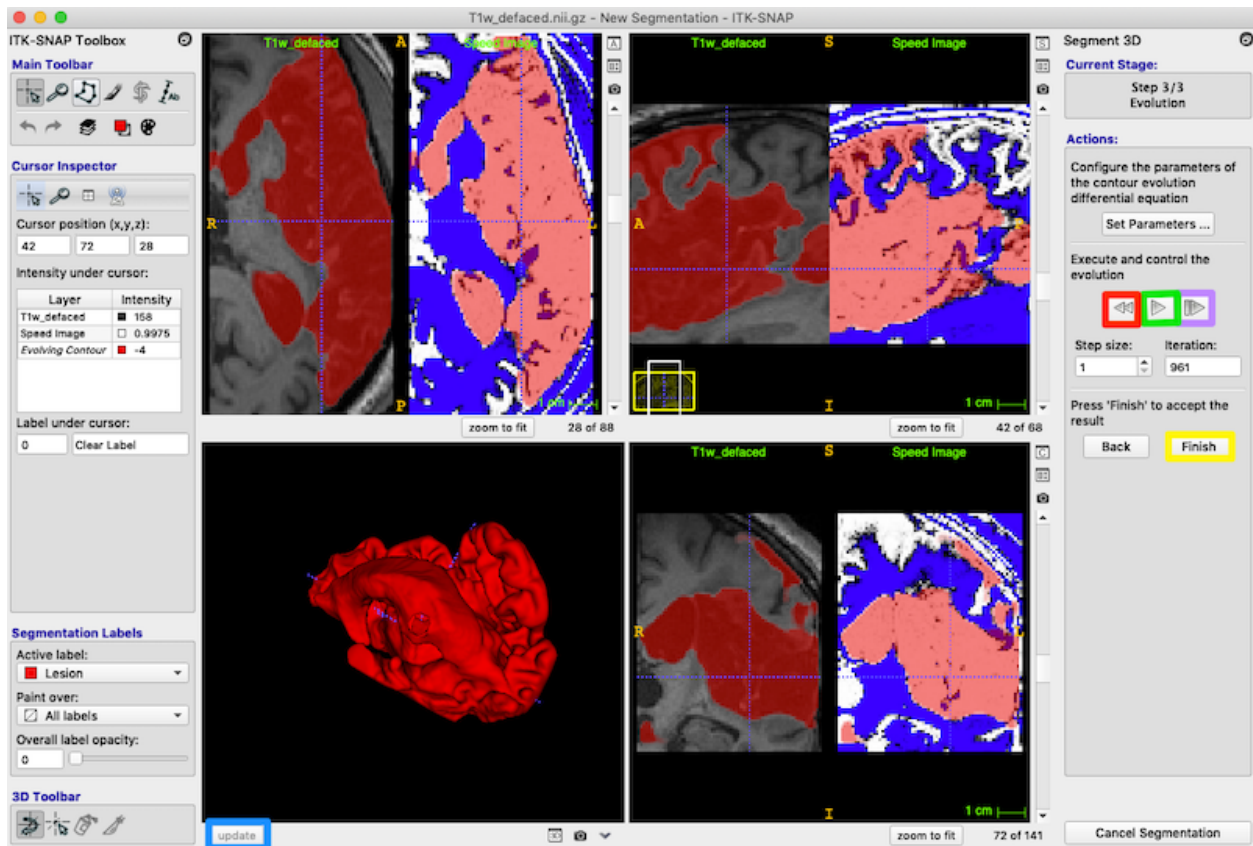 T1w_defaced.nii.gz - New Segmentation - ITK-SNAP
ITK-SNAP Toolbox
Main Toolbar
Cursor Inspector
Cursor position (x,y,z):
42 72 28
Intensity under cursor:
Layer Intensity
T1w_defaced 158
Speed Image 0.9975
Evolving Contour -4
Label under cursor:
0 Clear Label
Segmentation Labels
Active label:
Lesion
Paint over:
All labels
Overall label opacity:
0
3D Toolbar
T1w_defaced A Speed Image
R L
P 1 cm
zoom to fit 28 of 88
A
T1w_defaced S Speed Image
A P
I 1 cm
zoom to fit 42 of 68
S
update
T1w_defaced S Speed Image
R L
I 1 cm
zoom to fit 72 of 141
C
Segment 3D
Current Stage:
Step 3/3
Evolution
Actions:
Configure the parameters of
the contour evolution
differential equation
Set Parameters ...
Execute and control the
evolution
Step size: Iteration:
1 961
Press 'Finish' to accept the
result
Back Finish
Cancel Segmentation